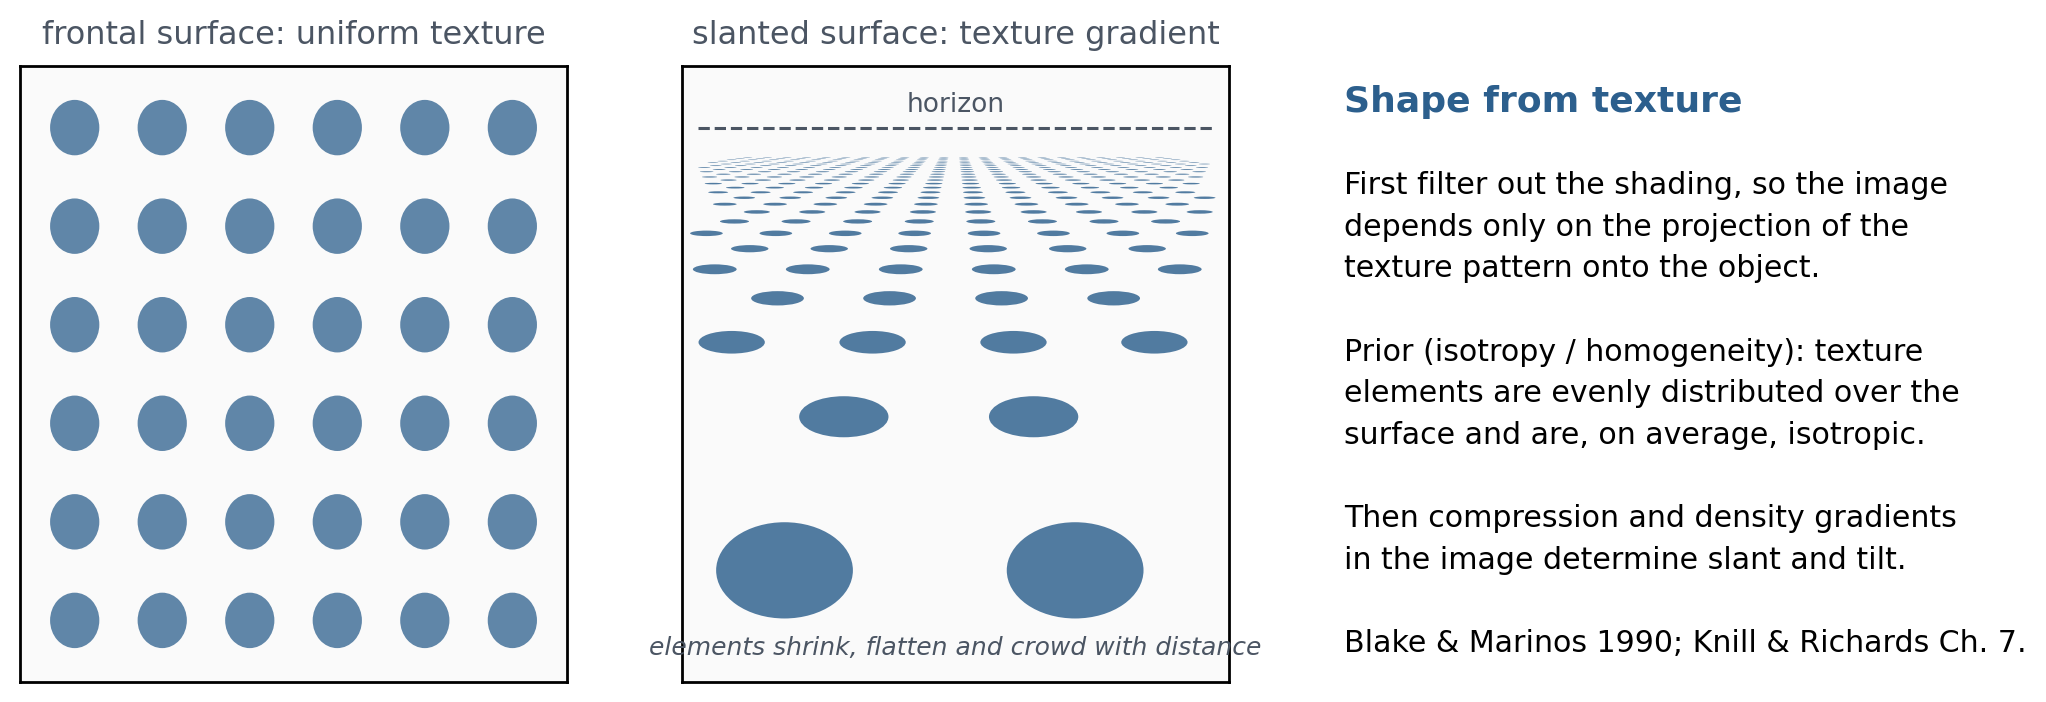 frontal surface: uniform texture
slanted surface: texture gradient
horizon
elements shrink, flatten and crowd with distance
Shape from texture
First filter out the shading, so the image
depends only on the projection of the
texture pattern onto the object.
Prior (isotropy / homogeneity): texture
elements are evenly distributed over the
surface and are, on average, isotropic.
Then compression and density gradients
in the image determine slant and tilt.
Blake & Marinos 1990; Knill & Richards Ch. 7.